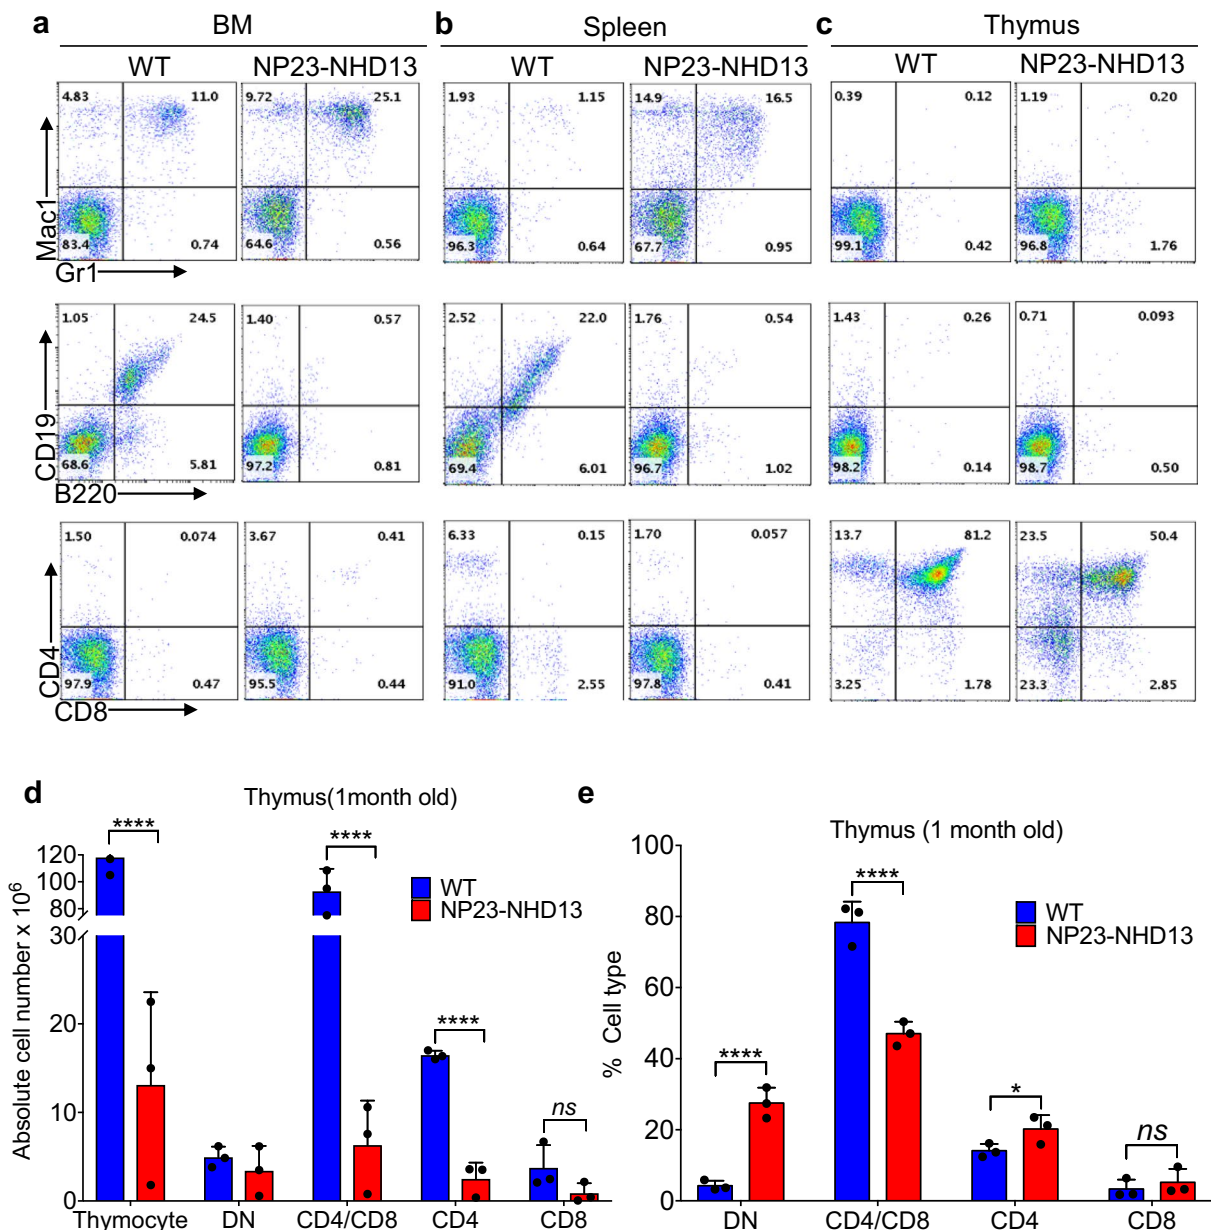 a BM b Spleen c Thymus
WT NP23-NHD13 WT NP23-NHD13 WT NP23-NHD13
4.83 11.0 9.72 25.1 1.93 1.15 14.9 16.5 0.39 0.12 1.19 0.20
Mac1
83.4 0.74 64.6 0.56 96.3 0.64 67.7 0.95 99.1 0.42 96.8 1.76
Gr1
1.05 24.5 1.40 0.57 2.52 22.0 1.76 0.54 1.43 0.26 0.71 0.093
CD19
68.6 5.81 97.2 0.81 69.4 6.01 96.7 1.02 98.2 0.14 98.7 0.50
B220
1.50 0.074 3.67 0.41 6.33 0.15 1.70 0.057 13.7 81.2 23.5 50.4
CD4
97.9 0.47 95.5 0.44 91.0 2.55 97.8 0.41 3.25 1.78 23.3 2.85
CD8
d Thymus(1month old)
Absolute cell number x 10⁶
120
100
80
30
20
10
0
**** **** **** ns
WT
NP23-NHD13
Thymocyte DN CD4/CD8 CD4 CD8
e Thymus (1 month old)
% Cell type
100
80
60
40
20
0
**** **** * ns
WT
NP23-NHD13
DN CD4/CD8 CD4 CD8